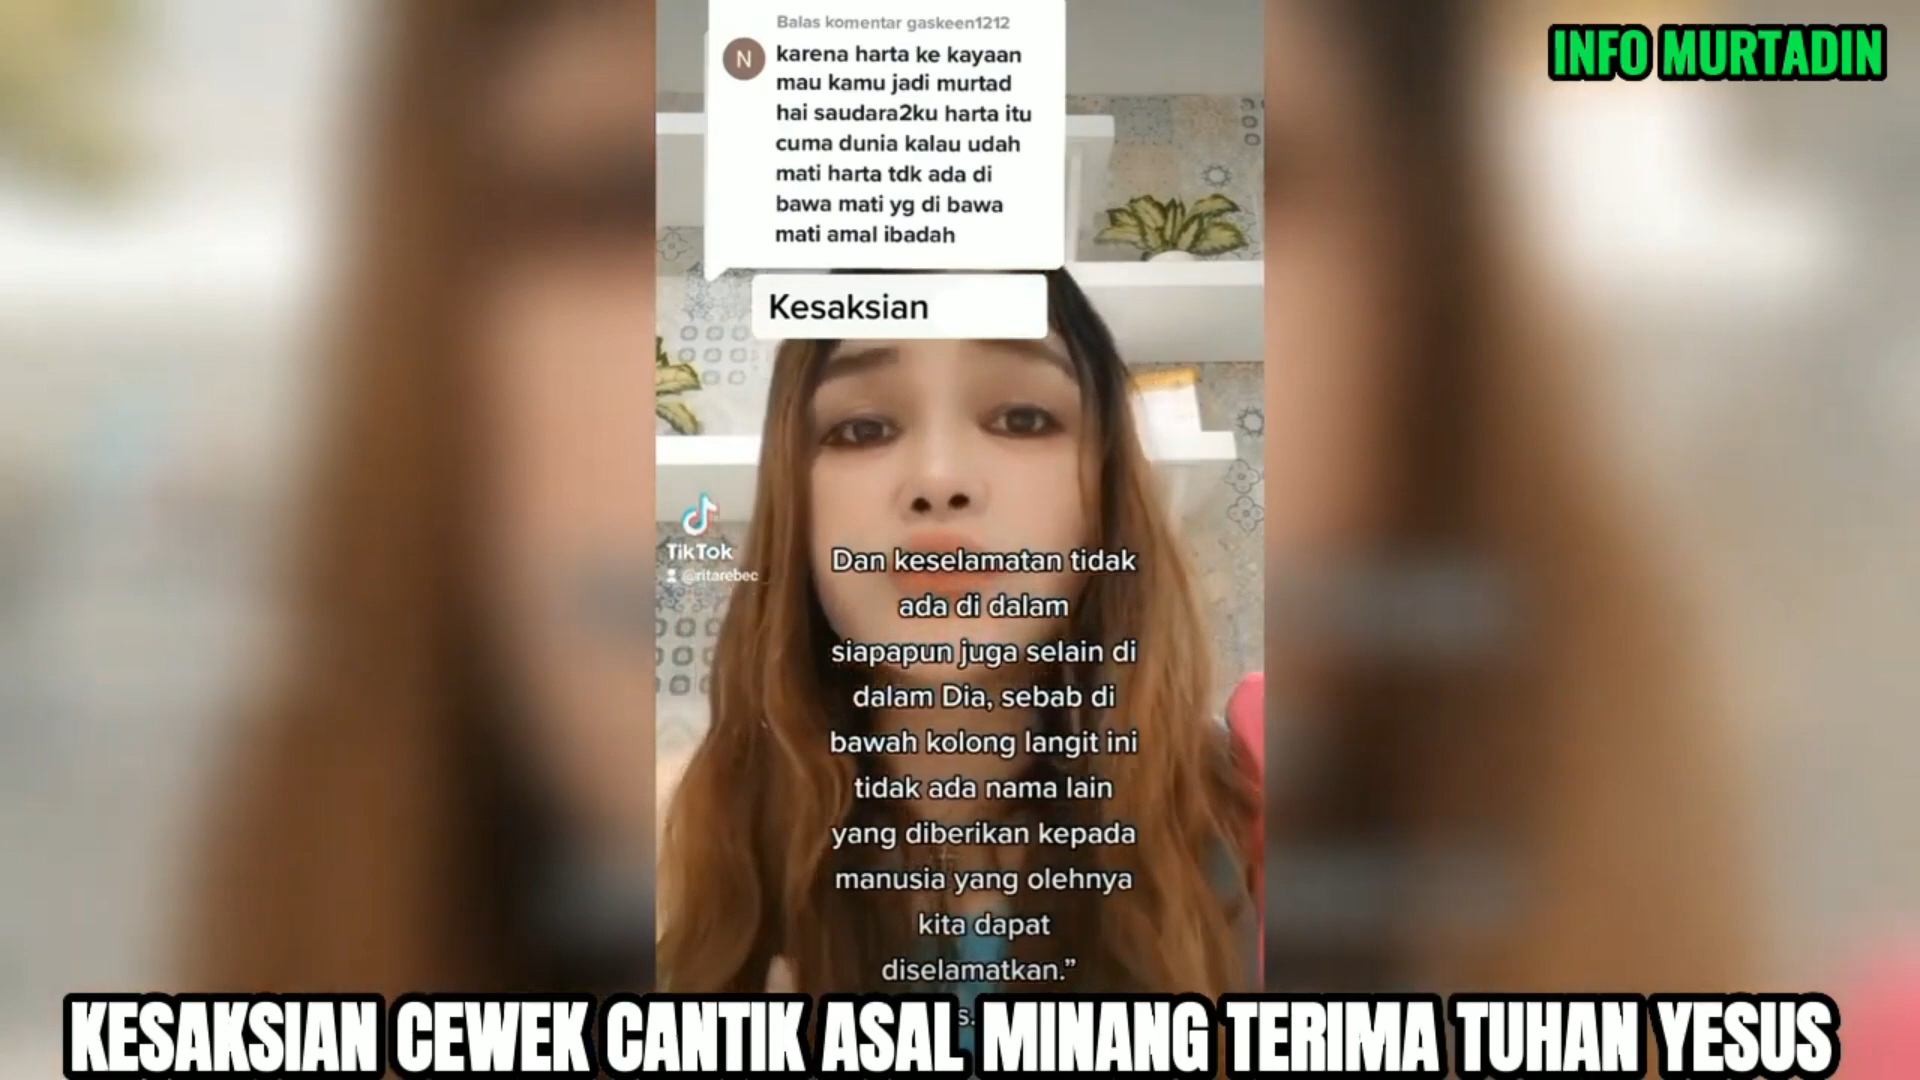 INFO MURTADIN
Balas komentar gaskeen1212
N
karena harta ke kayaan
mau kamu jadi murtad
hai saudara2ku harta itu
cuma dunia kalau udah
mati harta tdk ada di
bawa mati yg di bawa
mati amal ibadah
Kesaksian
TikTok
@ritarebec
Dan keselamatan tidak
ada di dalam
siapapun juga selain di
dalam Dia, sebab di
bawah kolong langit ini
tidak ada nama lain
yang diberikan kepada
manusia yang olehnya
kita dapat
diselamatkan.”
KESAKSIAN CEWEK CANTIK ASAL MINANG TERIMA TUHAN YESUS